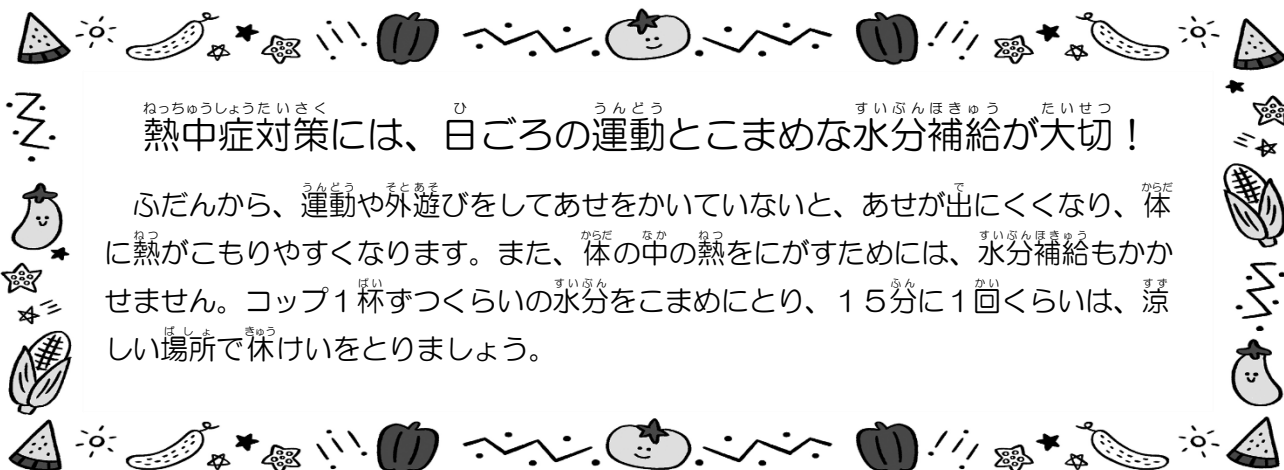 熱中症対策には、日ごろの運動とこまめな水分補給が大切！
ふだんから、運動や外遊びをしてあせをかいていないと、あせが出にくくなり、体
に熱がこもりやすくなります。また、体の中の熱をにがすためには、水分補給もかか
せません。コップ１杯ずつくらいの水分をこまめにとり、１５分に１回くらいは、涼
しい場所で休けいをとりましょう。